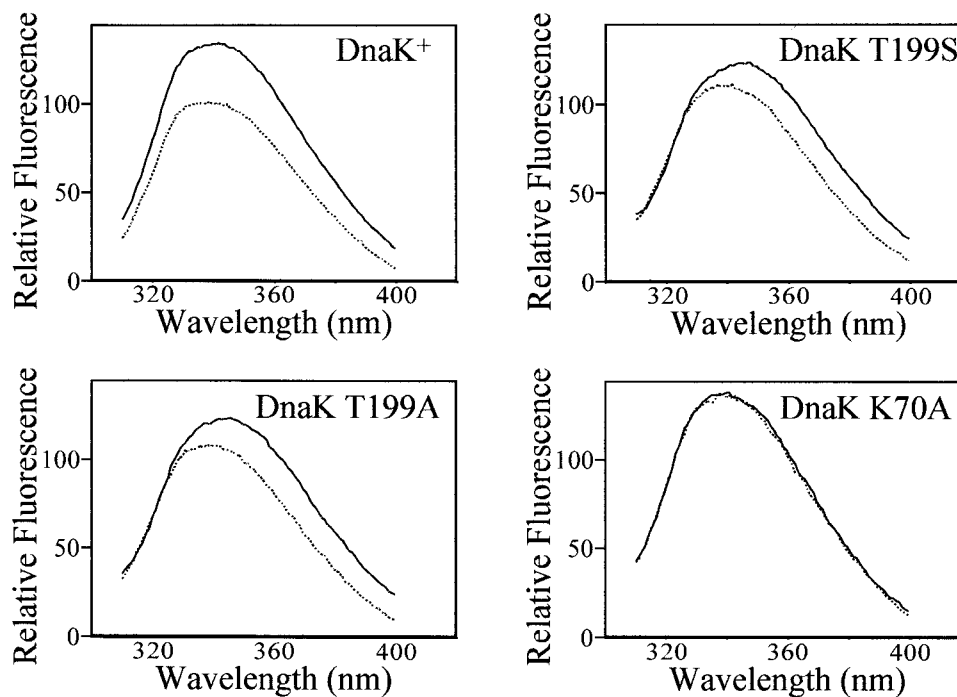 DnaK+
Relative Fluorescence
100
50
0
320 360 400
Wavelength (nm)
DnaK T199S
Relative Fluorescence
100
50
0
320 360 400
Wavelength (nm)
DnaK T199A
Relative Fluorescence
100
50
0
320 360 400
Wavelength (nm)
DnaK K70A
Relative Fluorescence
100
50
0
320 360 400
Wavelength (nm)